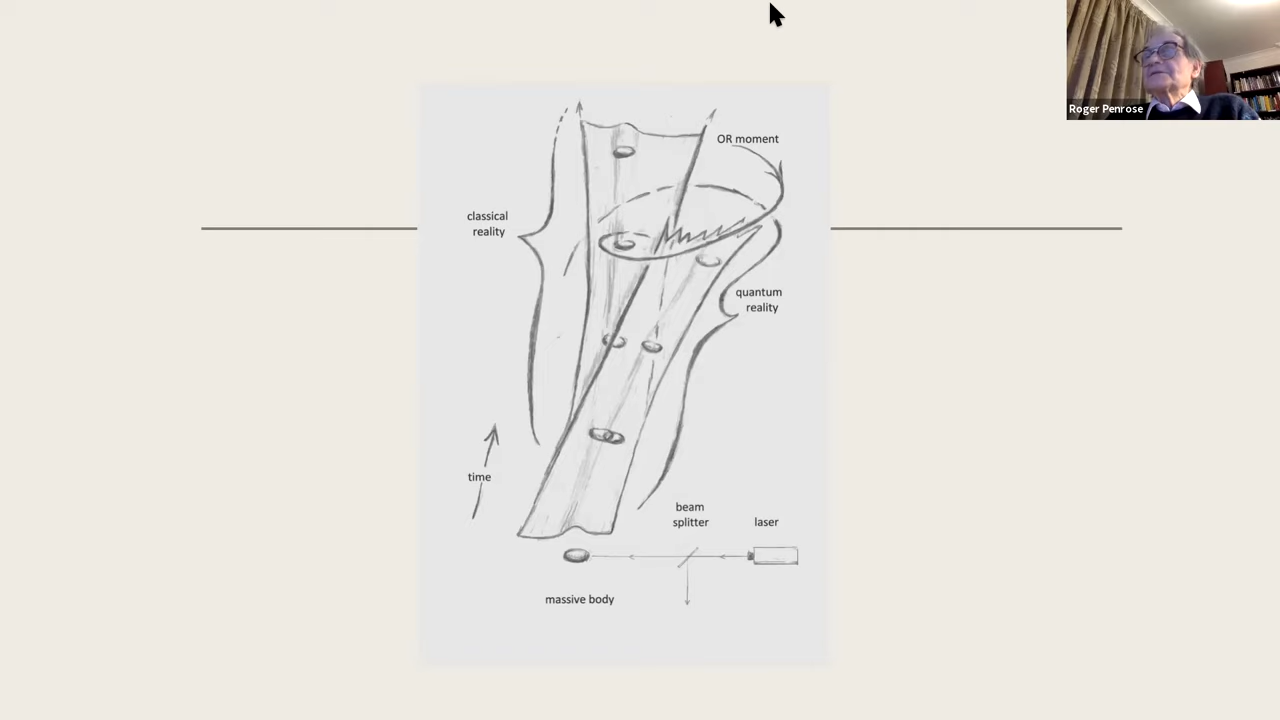 Roger Penrose
OR moment
classical
reality
quantum
reality
time
beam
splitter
laser
massive body